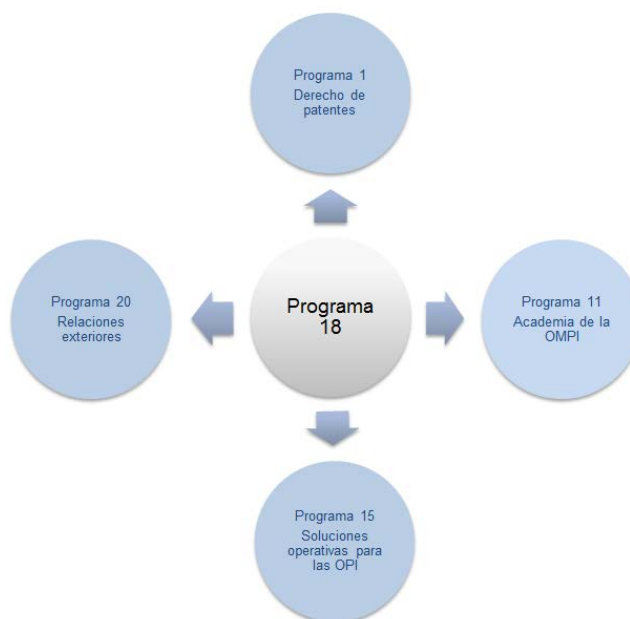 Programa 1
Derecho de
patentes
Programa 20
Relaciones
exteriores
Programa
18
Programa 11
Academia de la
OMPI
Programa 15
Soluciones
operativas para
las OPI